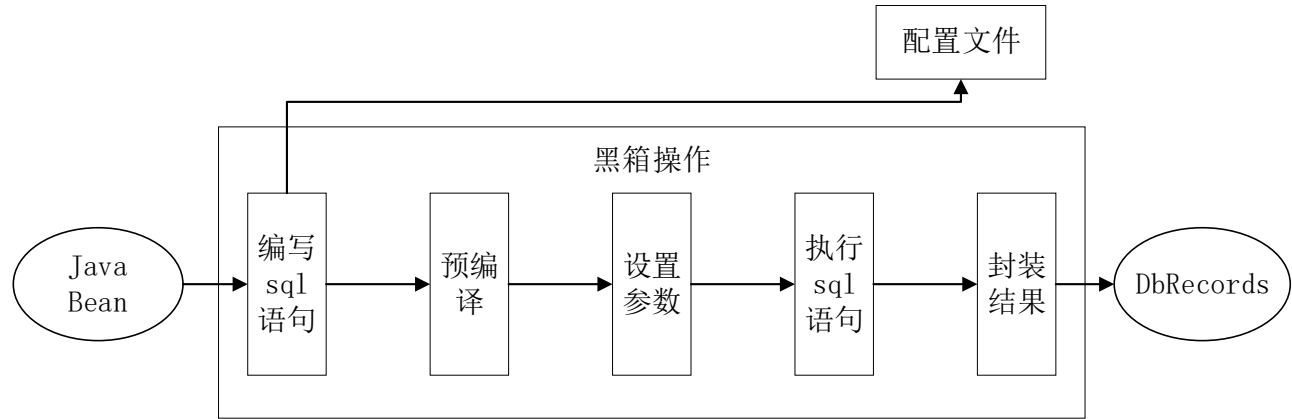 配置文件
黑箱操作
Java
Bean
编写
sql
语句
预编
译
设置
参数
执行
sql
语句
封装
结果
DbRecords